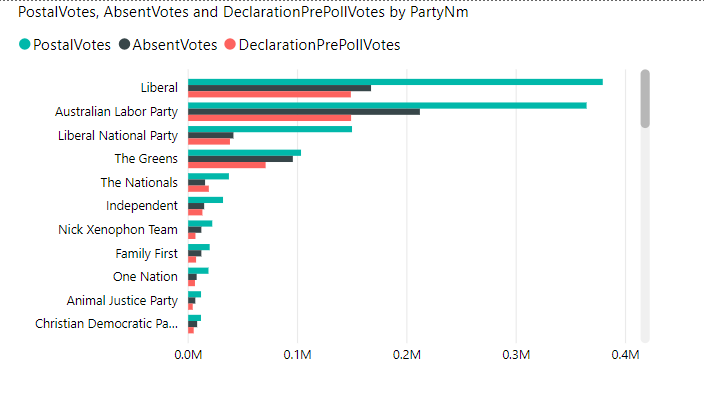 PostalVotes, AbsentVotes and DeclarationPrePollVotes by PartyNm
PostalVotes AbsentVotes DeclarationPrePollVotes
Liberal
Australian Labor Party
Liberal National Party
The Greens
The Nationals
Independent
Nick Xenophon Team
Family First
One Nation
Animal Justice Party
Christian Democratic Pa...
0.0M 0.1M 0.2M 0.3M 0.4M